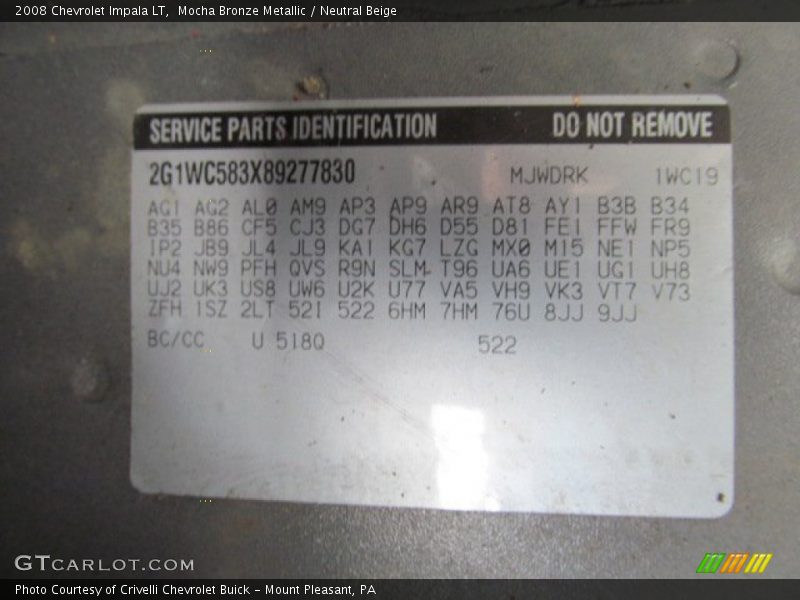 2008 Chevrolet Impala LT, Mocha Bronze Metallic / Neutral Beige
SERVICE PARTS IDENTIFICATION DO NOT REMOVE
2G1WC583X89277830 MJWDRK 1WC19
AG1 AG2 AL0 AM9 AP3 AP9 AR9 AT8 AY1 B3B B34
B35 B86 CF5 CJ3 DG7 DH6 D55 D81 FE1 FFW FR9
IP2 JB9 JL4 JL9 KA1 KG7 LZG MX0 M15 NE1 NP5
NU4 NW9 PFH QVS R9N SLM T96 UA6 UE1 UG1 UH8
UJ2 UK3 US8 UW6 U2K U77 VA5 VH9 VK3 VT7 V73
ZFH 1SZ 2LT 52I 522 6HM 7HM 76U 8JJ 9JJ
BC/CC U 518Q 522
GTCARLOT.COM
Photo Courtesy of Crivelli Chevrolet Buick - Mount Pleasant, PA